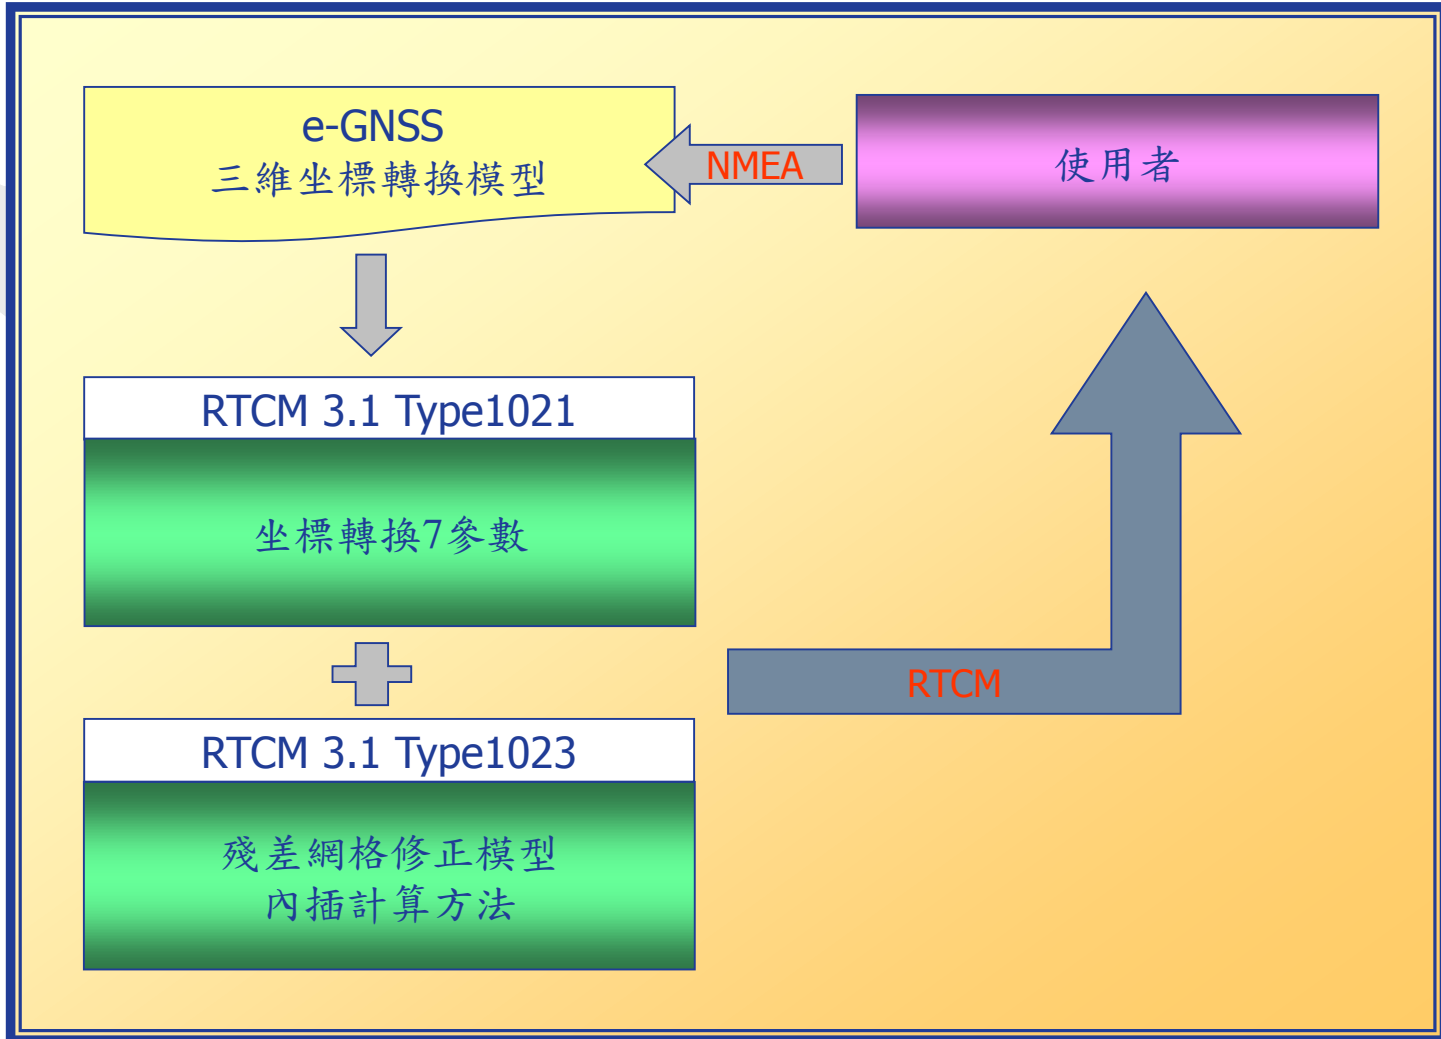 e-GNSS
三維坐標轉換模型
NMEA
使用者
RTCM 3.1 Type1021
坐標轉換7參數
RTCM
RTCM 3.1 Type1023
殘差網格修正模型
內插計算方法